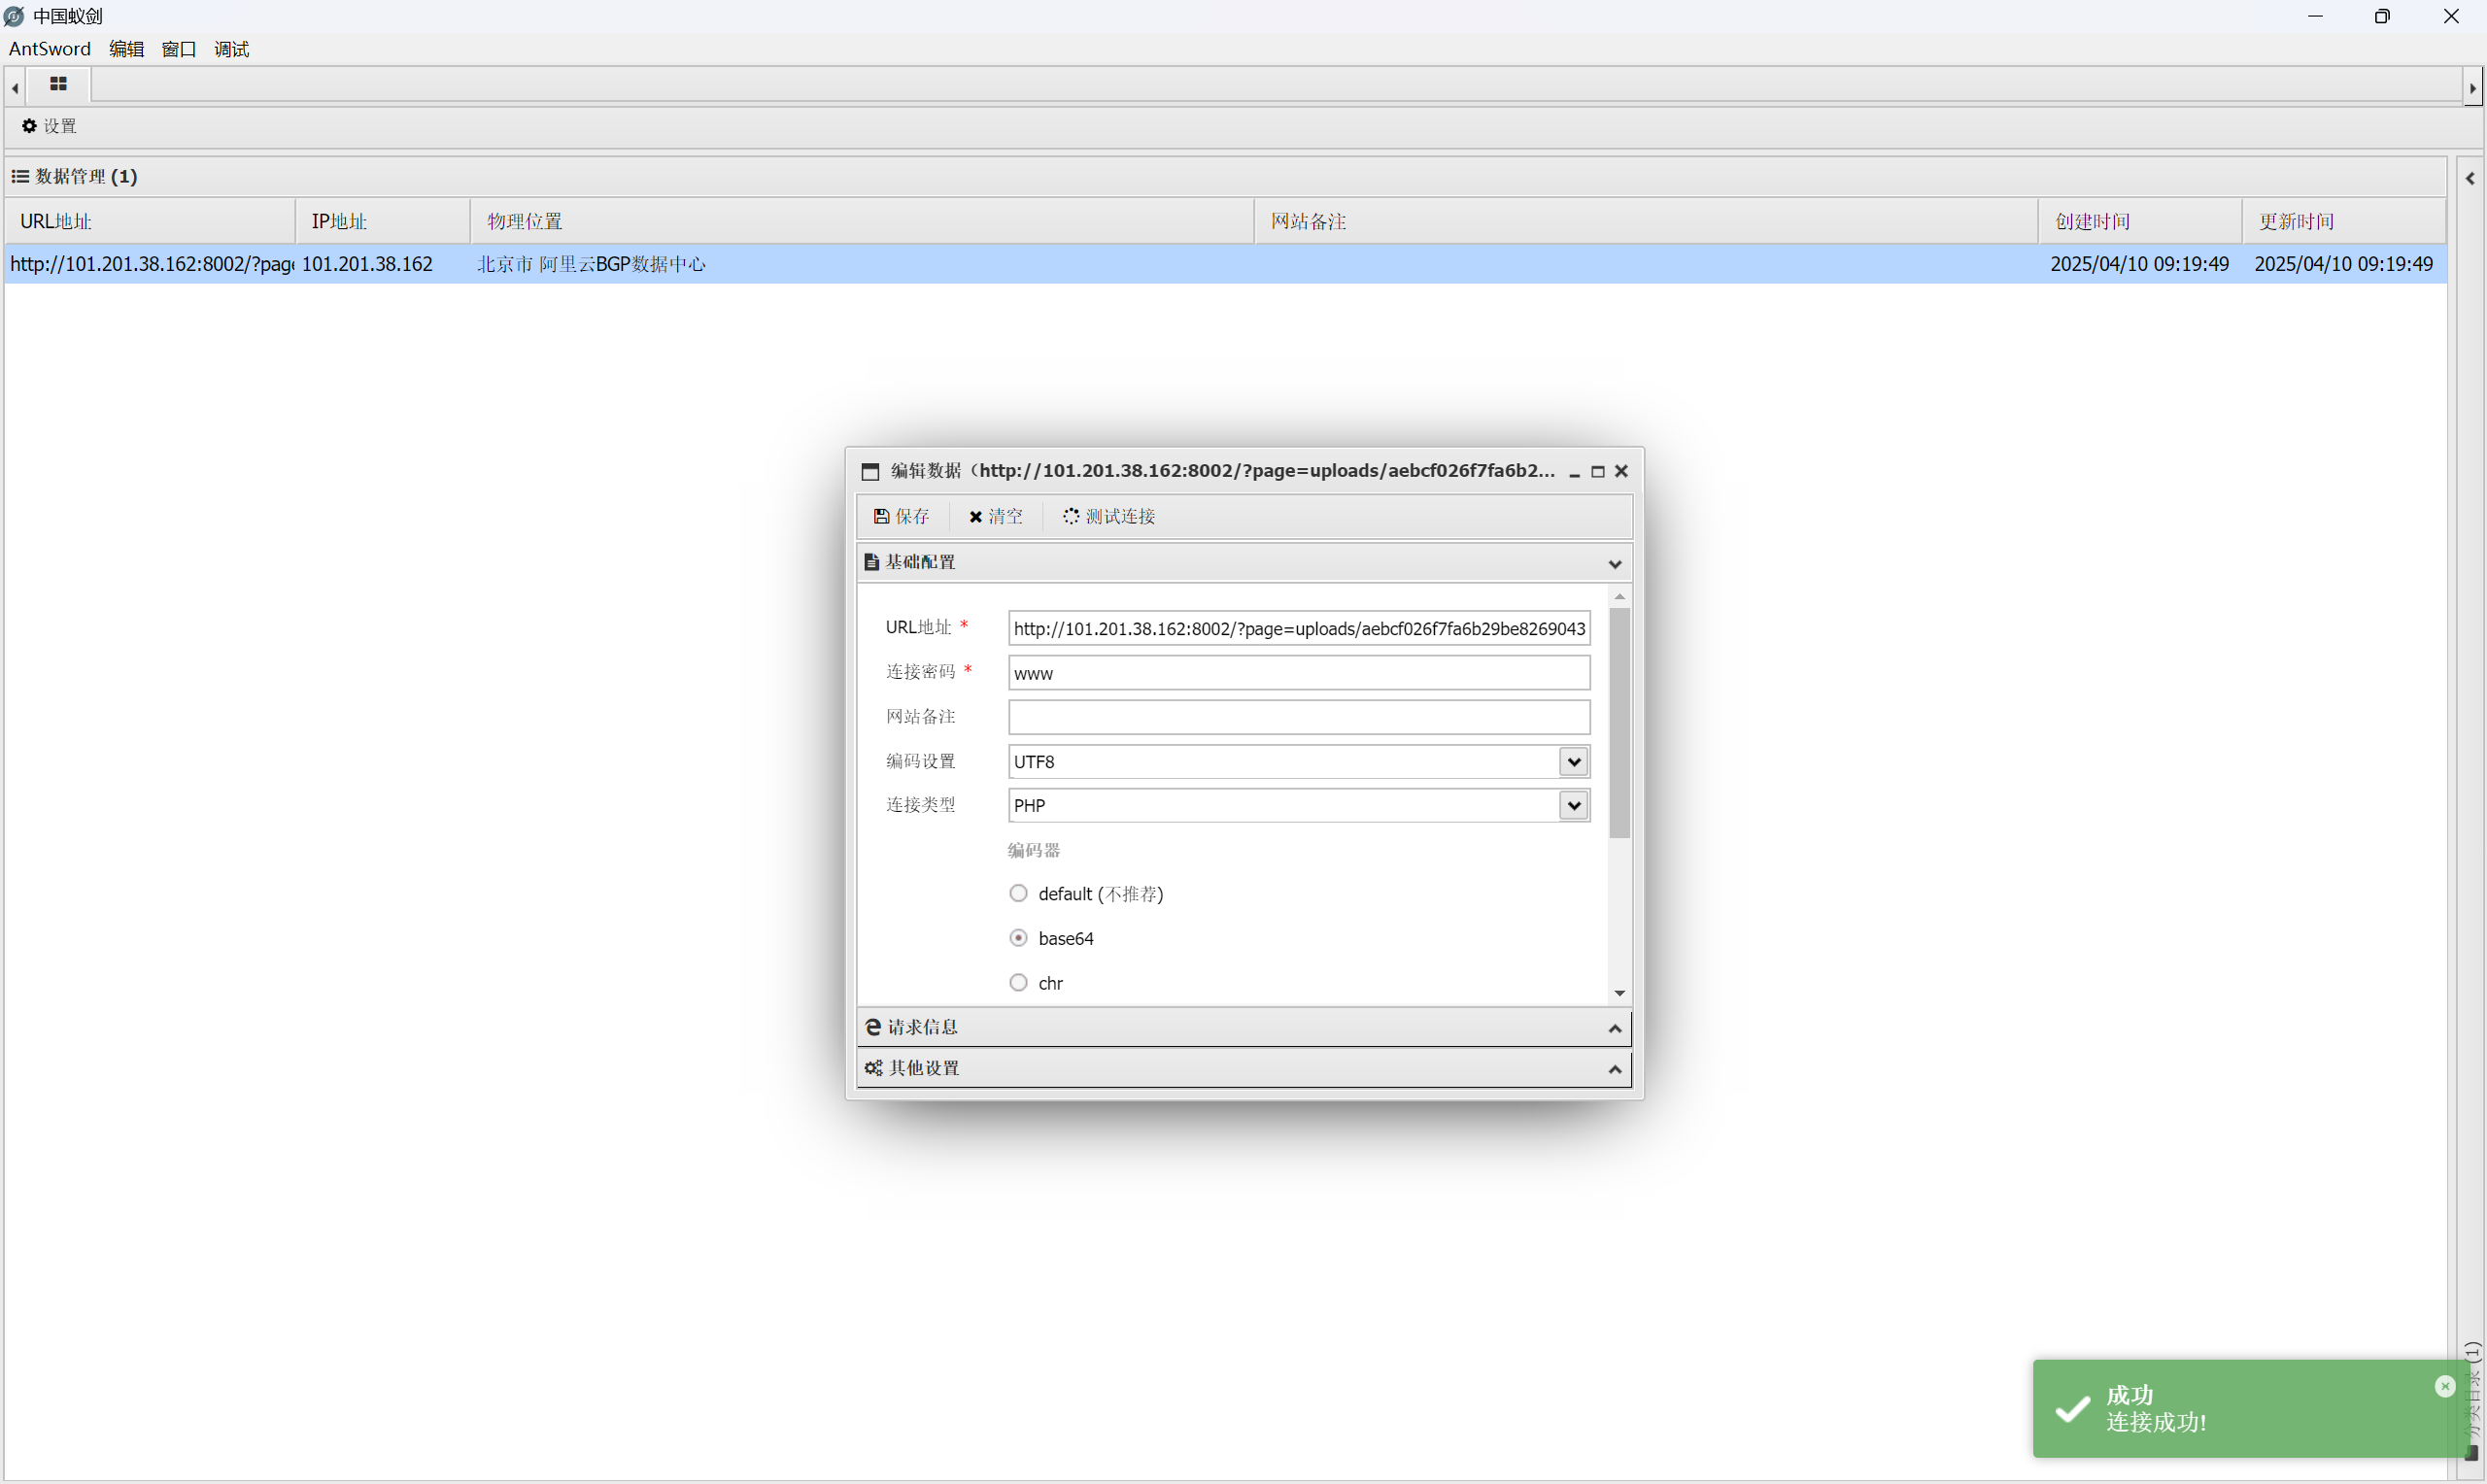 中国蚁剑
AntSword 编辑 窗口 调试
设置
数据管理 (1)
URL地址 IP地址 物理位置 网站备注 创建时间 更新时间
http://101.201.38.162:8002/?page 101.201.38.162 北京市 阿里云BGP数据中心 2025/04/10 09:19:49 2025/04/10 09:19:49
编辑数据（http://101.201.38.162:8002/?page=uploads/aebcf026f7fa6b2...
保存 清空 测试连接
基础配置
URL地址 * http://101.201.38.162:8002/?page=uploads/aebcf026f7fa6b29be8269043
连接密码 * www
网站备注
编码设置 UTF8
连接类型 PHP
编码器
default (不推荐)
base64
chr
请求信息
其他设置
成功
连接成功!
分类目录 (1)